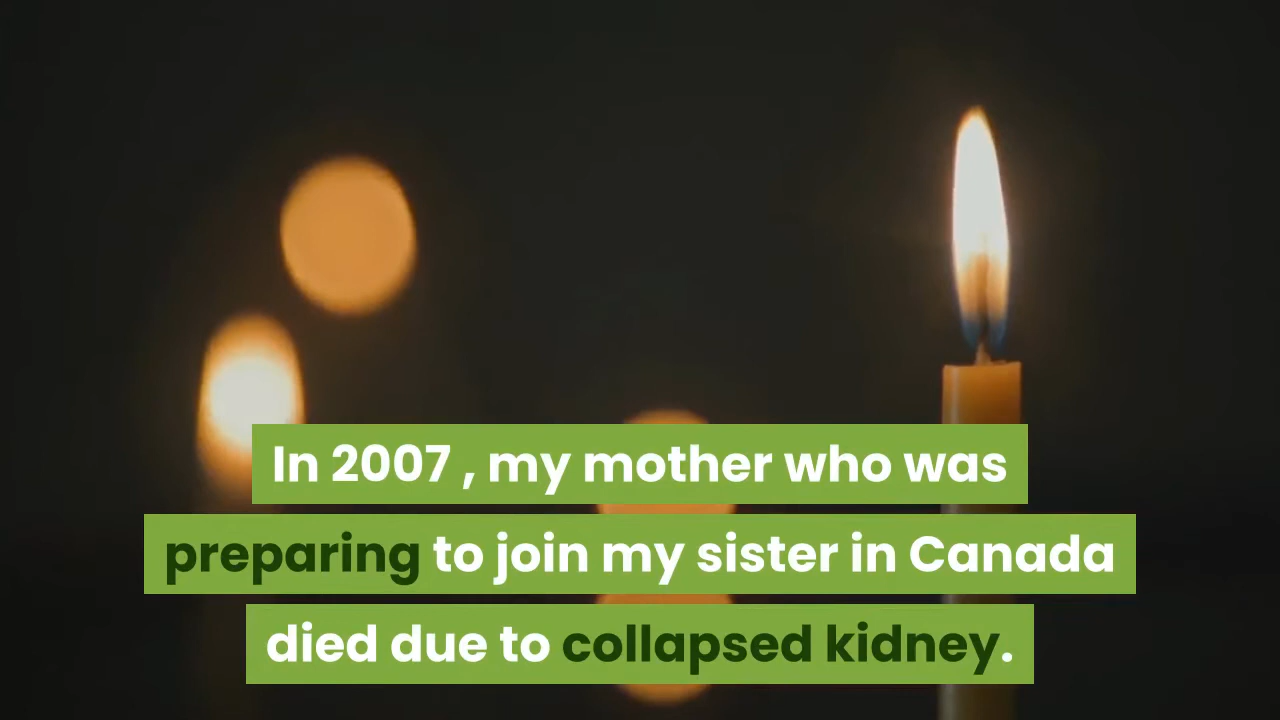 In 2007 , my mother who was
preparing to join my sister in Canada
died due to collapsed kidney.